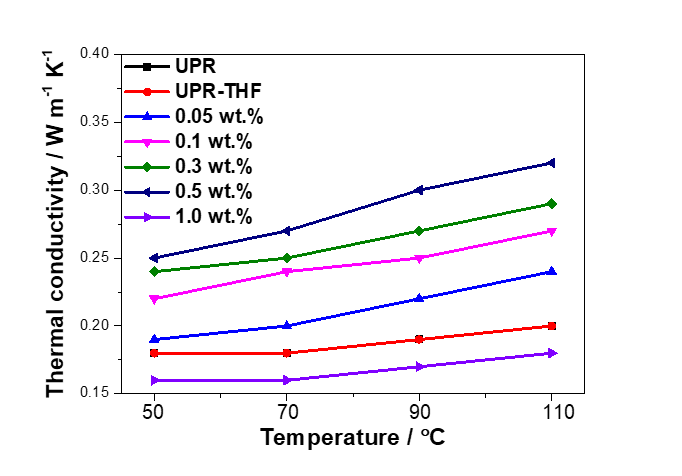 Thermal conductivity / W m⁻¹ K⁻¹
0.40
0.35
0.30
0.25
0.20
0.15
UPR
UPR-THF
0.05 wt.%
0.1 wt.%
0.3 wt.%
0.5 wt.%
1.0 wt.%
50 70 90 110
Temperature / °C